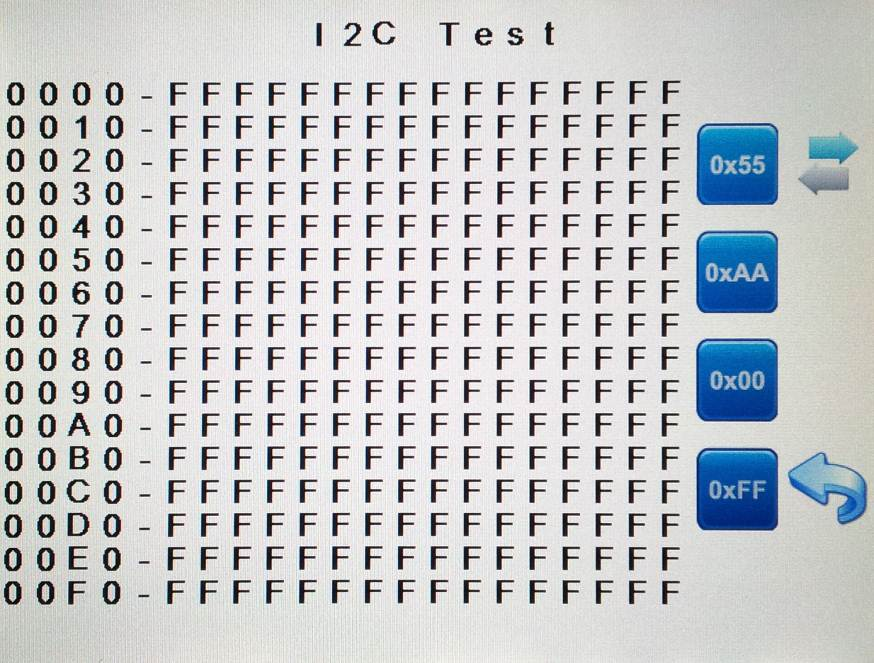 I2C Test
0000-FFFFFFFFFFFFFFFF
0010-FFFFFFFFFFFFFFFF
0020-FFFFFFFFFFFFFFFF
0030-FFFFFFFFFFFFFFFF
0040-FFFFFFFFFFFFFFFF
0050-FFFFFFFFFFFFFFFF
0060-FFFFFFFFFFFFFFFF
0070-FFFFFFFFFFFFFFFF
0080-FFFFFFFFFFFFFFFF
0090-FFFFFFFFFFFFFFFF
00A0-FFFFFFFFFFFFFFFF
00B0-FFFFFFFFFFFFFFFF
00C0-FFFFFFFFFFFFFFFF
00D0-FFFFFFFFFFFFFFFF
00E0-FFFFFFFFFFFFFFFF
00F0-FFFFFFFFFFFFFFFF
0x55
0xAA
0x00
0xFF